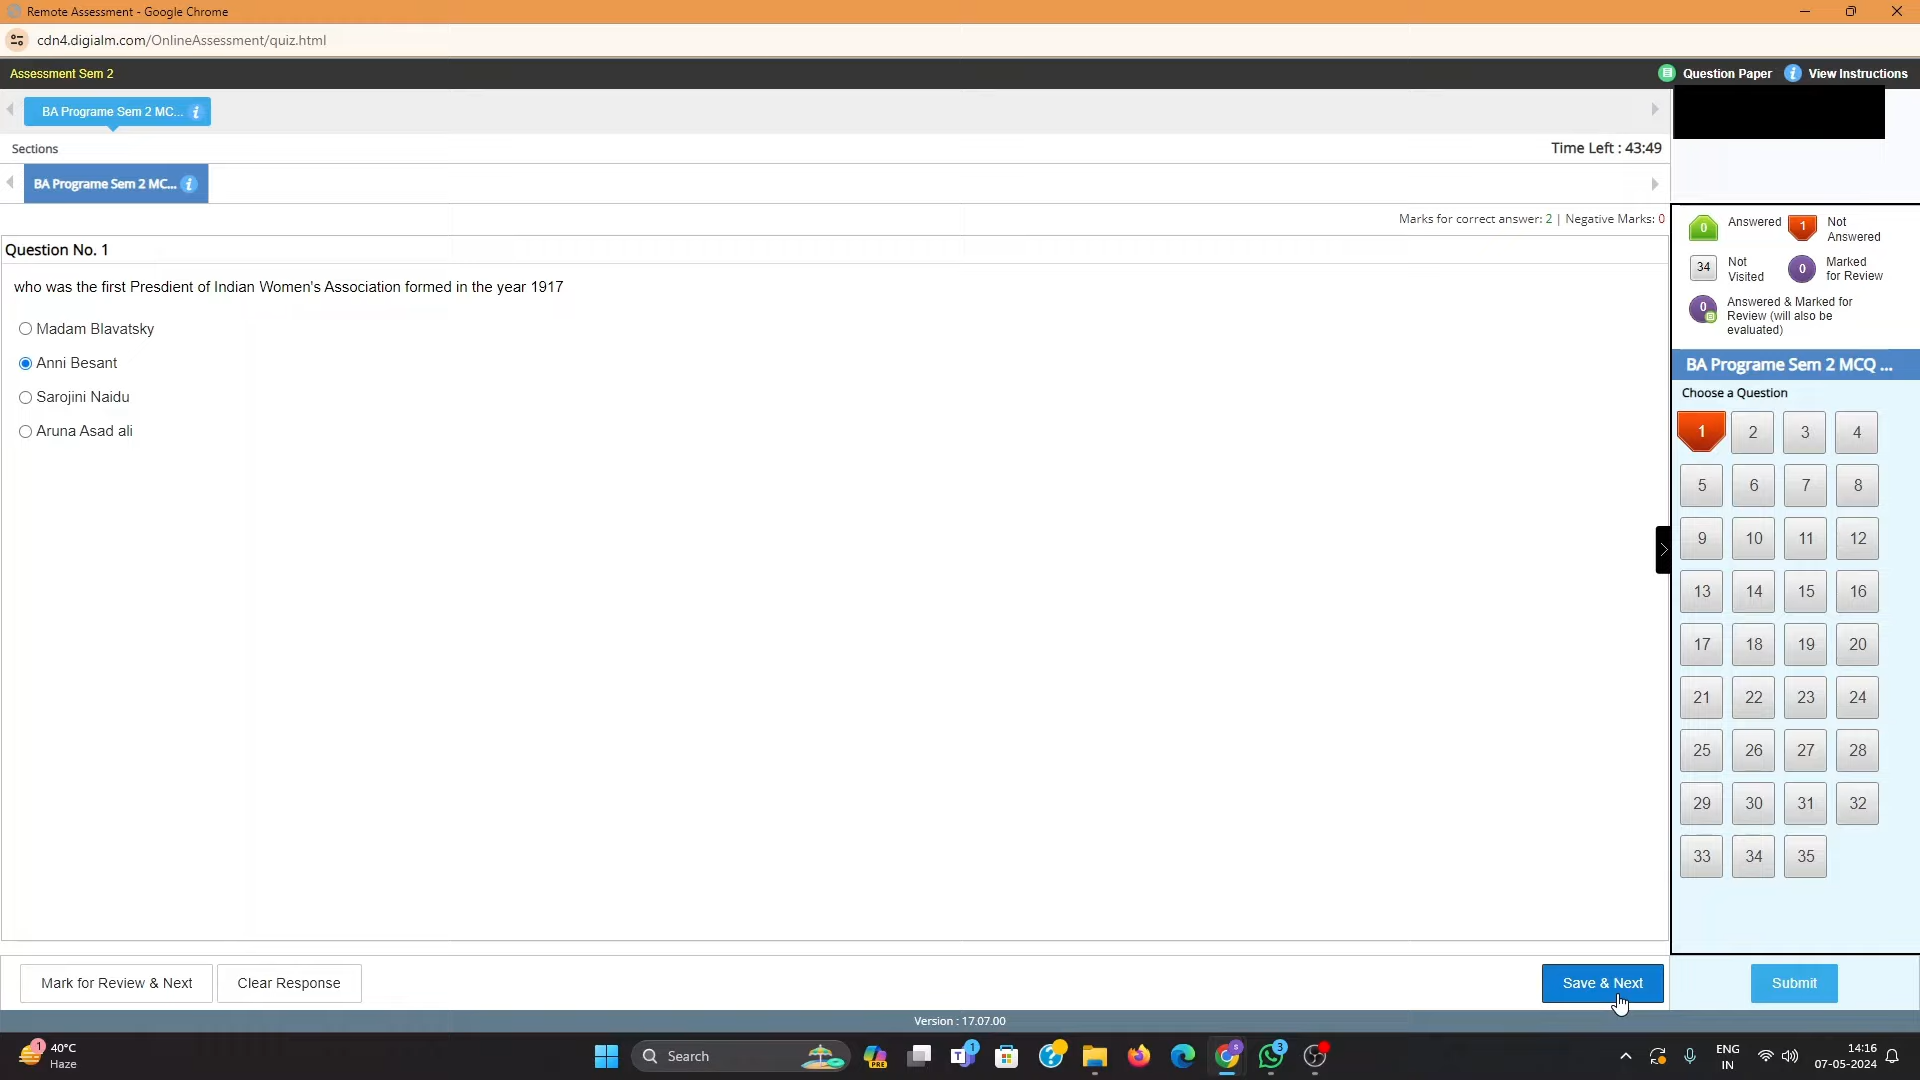 Remote Assessment - Google Chrome
cdn4.digialm.com/OnlineAssessment/quiz.html
Assessment Sem 2
Question Paper
View Instructions
BA Programe Sem 2 MC...
Sections
Time Left : 43:49
BA Programe Sem 2 MC...
Marks for correct answer: 2 | Negative Marks: 0
Question No. 1
who was the first Presdient of Indian Women's Association formed in the year 1917
Madam Blavatsky
Anni Besant
Sarojini Naidu
Aruna Asad ali
0 Answered 1 Not Answered
34 Not Visited 0 Marked for Review
0 Answered & Marked for Review (will also be evaluated)
BA Programe Sem 2 MCQ ...
Choose a Question
1 2 3 4
5 6 7 8
9 10 11 12
13 14 15 16
17 18 19 20
21 22 23 24
25 26 27 28
29 30 31 32
33 34 35
Mark for Review & Next
Clear Response
Save & Next
Submit
Version : 17.07.00
1
40°C
Haze
Search
PRE
1
3
ENG
IN
14:16
07-05-2024